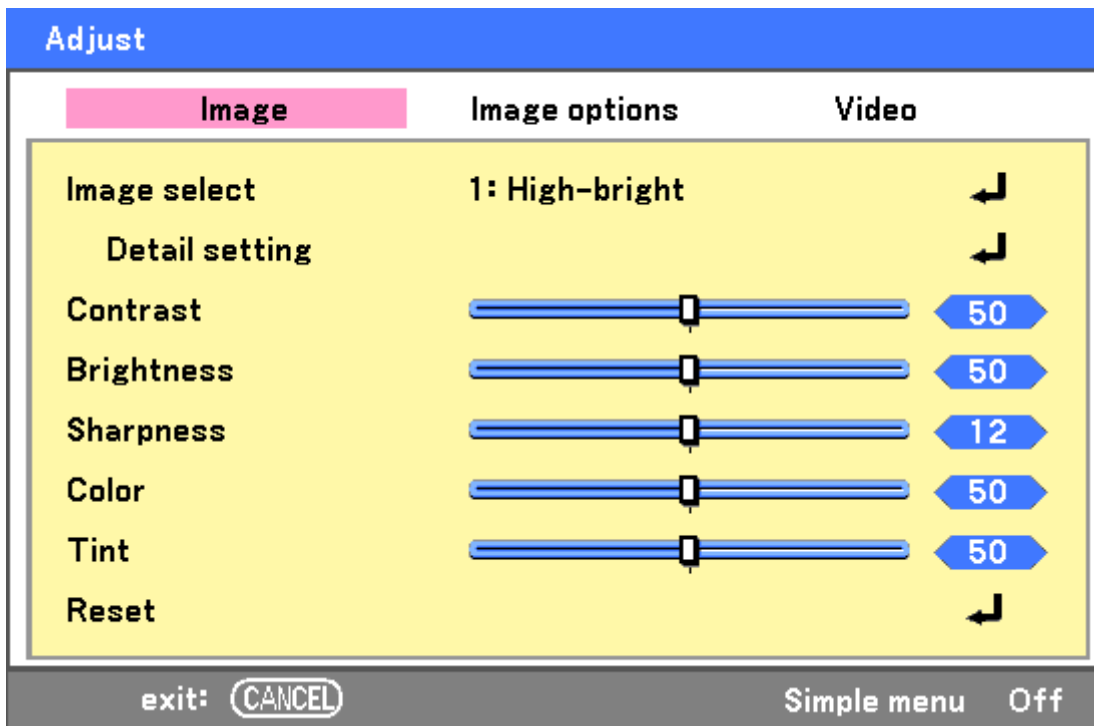 Adjust
Image Image options Video
Image select 1: High-bright
Detail setting
Contrast 50
Brightness 50
Sharpness 12
Color 50
Tint 50
Reset
exit: CANCEL Simple menu Off